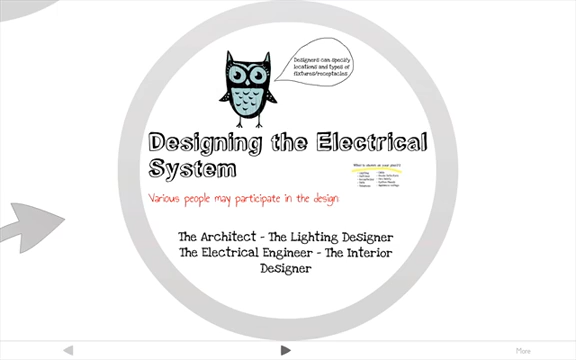 Designers can specify
locations and types of
fixtures/receptacles
Designing the Electrical
System
Various people may participate in the design
The Architect - The Lighting Designer
The Electrical Engineer - The Interior
Designer
More